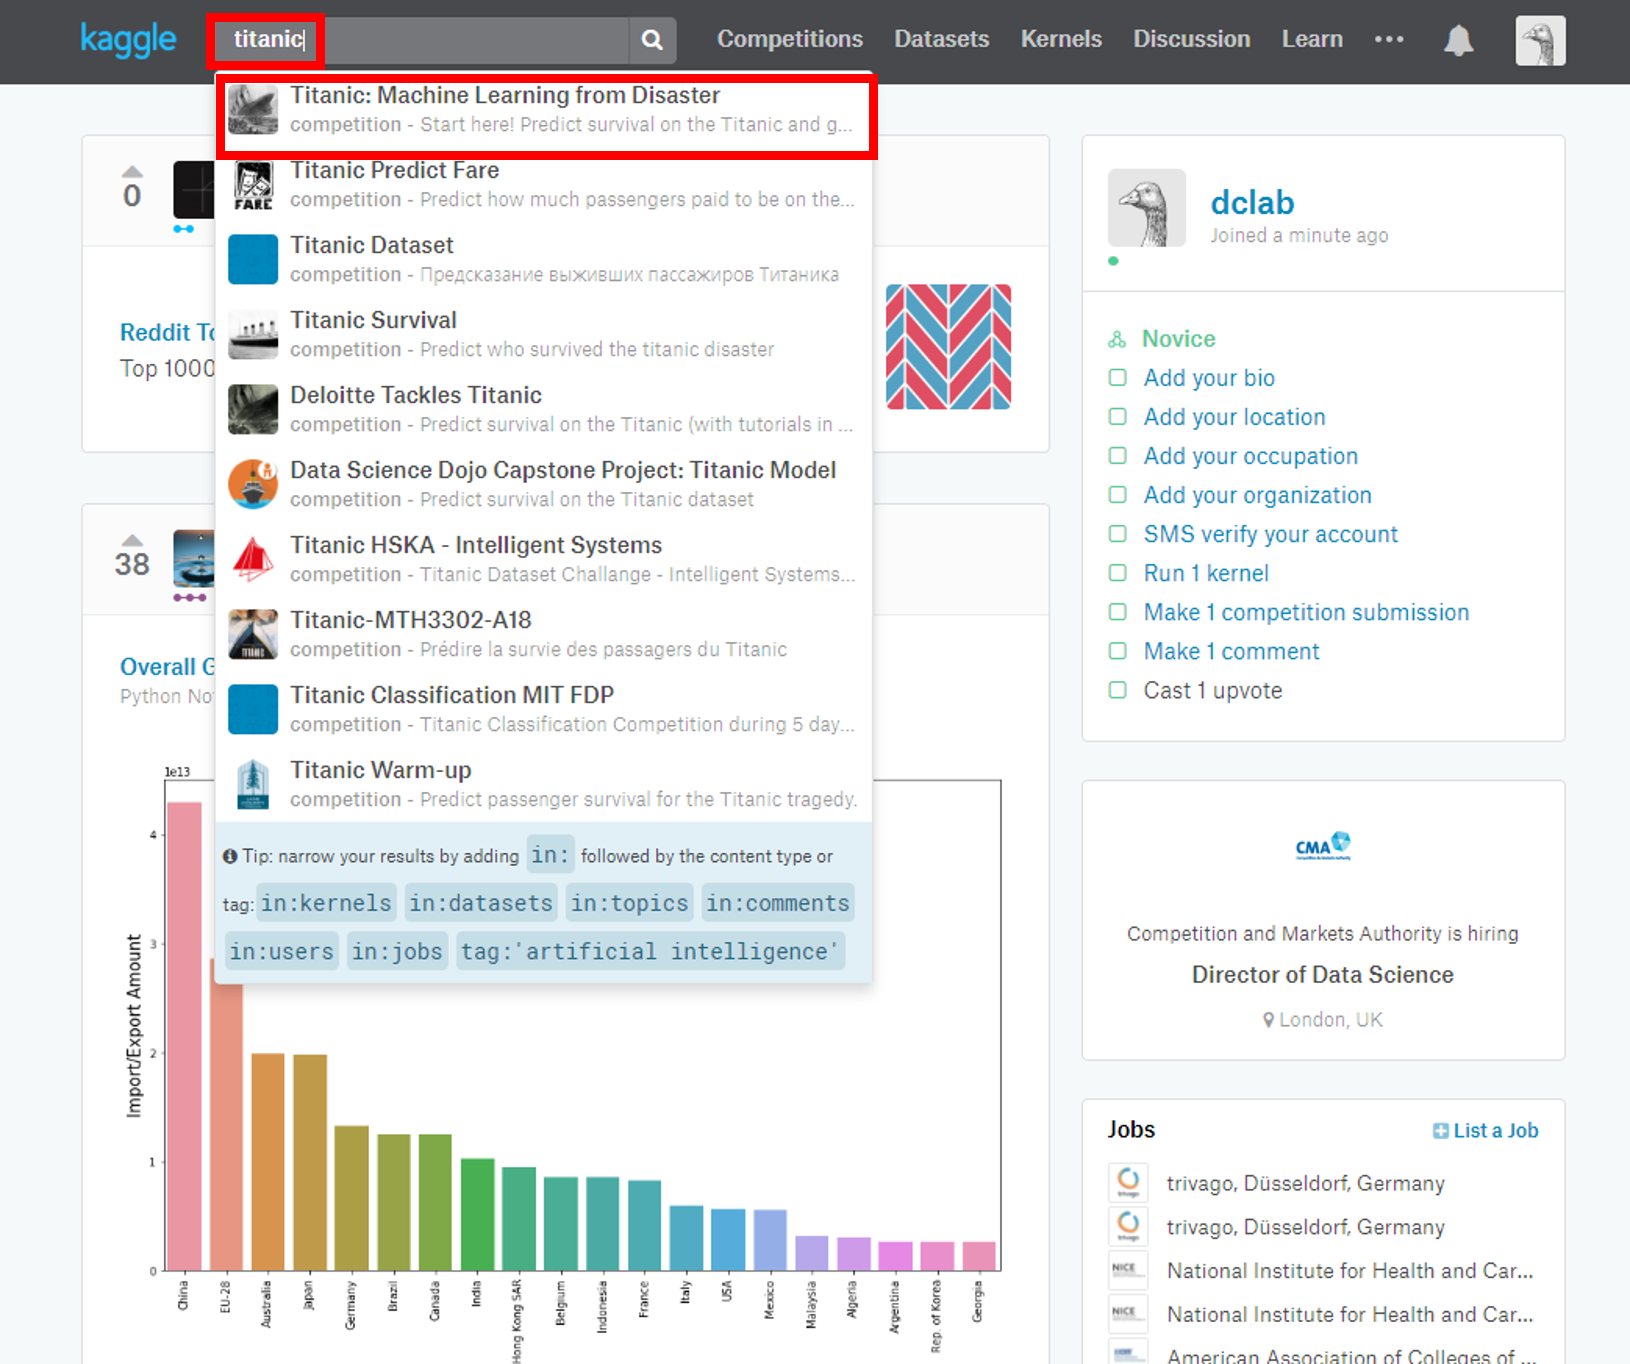 kaggle
titanic
Competitions
Datasets
Kernels
Discussion
Learn
Titanic: Machine Learning from Disaster
competition - Start here! Predict survival on the Titanic and g...
Titanic Predict Fare
competition - Predict how much passengers paid to be on the...
FARE
Titanic Dataset
competition - Предсказание выживших пассажиров Титаника
Titanic Survival
competition - Predict who survived the titanic disaster
Deloitte Tackles Titanic
competition - Predict survival on the Titanic (with tutorials in ...
Data Science Dojo Capstone Project: Titanic Model
competition - Predict survival on the Titanic dataset
Titanic HSKA - Intelligent Systems
competition - Titanic Dataset Challange - Intelligent Systems...
Titanic-MTH3302-A18
competition - Prédire la survie des passagers du Titanic
TITANIC
Titanic Classification MIT FDP
competition - Titanic Classification Competition during 5 day...
Titanic Warm-up
competition - Predict passenger survival for the Titanic tragedy.
Tip: narrow your results by adding in: followed by the content type or
tag: in:kernels in:datasets in:topics in:comments
in:users in:jobs tag:'artificial intelligence'
0
Reddit To
Top 1000
38
Overall G
Python No
1e13
4
3
2
1
0
Import/Export Amount
China
EU-28
Australia
Japan
Germany
Brazil
Canada
India
Hong Kong SAR
Belgium
Indonesia
France
Italy
USA
Mexico
Malaysia
Algeria
Argentina
Rep. of Korea
Georgia
dclab
Joined a minute ago
Novice
Add your bio
Add your location
Add your occupation
Add your organization
SMS verify your account
Run 1 kernel
Make 1 competition submission
Make 1 comment
Cast 1 upvote
CMA
Competition and Markets Authority is hiring
Director of Data Science
London, UK
Jobs
List a Job
trivago
trivago, Düsseldorf, Germany
trivago
trivago, Düsseldorf, Germany
NICE
National Institute for Health and Car...
NICE
National Institute for Health and Car...
American Association of Colleges of ...